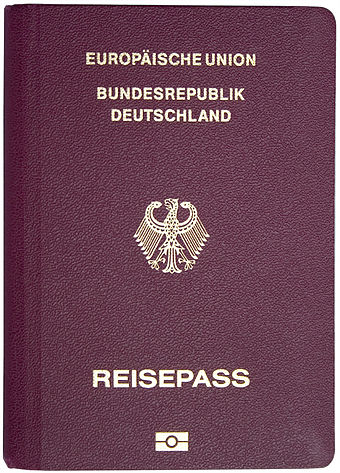 EUROPÄISCHE UNION
BUNDESREPUBLIK
DEUTSCHLAND
REISEPASS